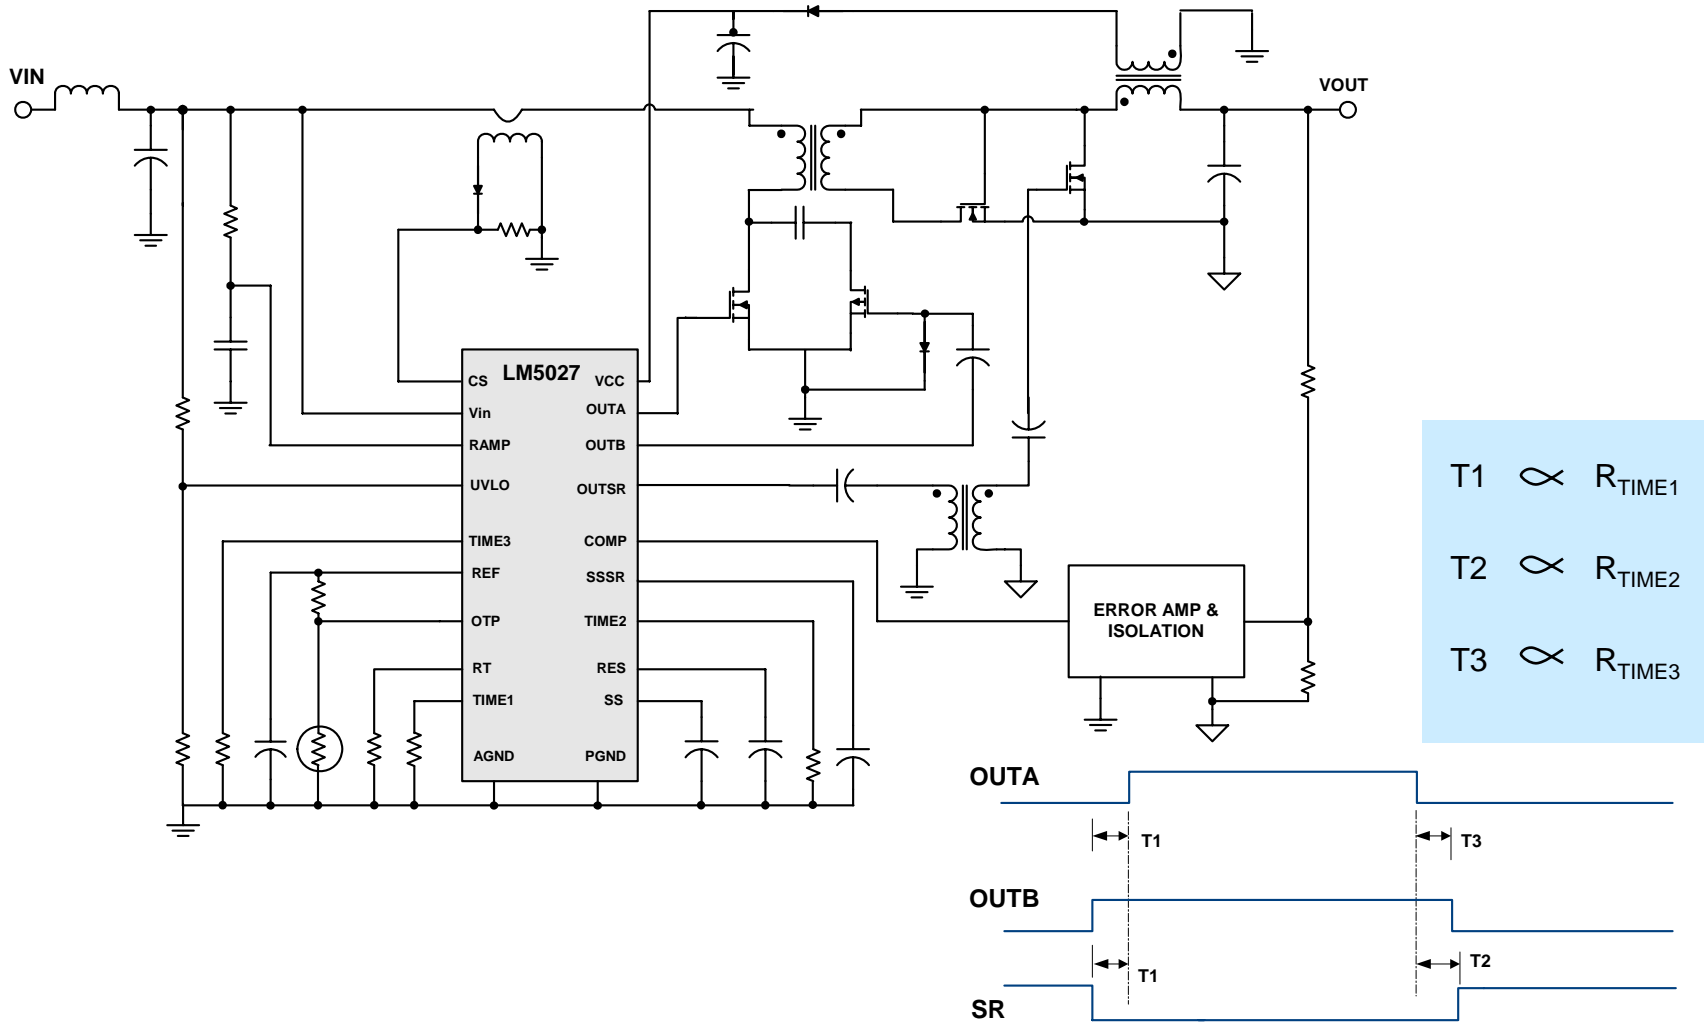 VIN
VOUT
LM5027
CS
Vin
RAMP
UVLO
TIME3
REF
OTP
RT
TIME1
AGND
VCC
OUTA
OUTB
OUTSR
COMP
SSSR
TIME2
RES
SS
PGND
ERROR AMP &
ISOLATION
T1 ∝ RTIME1
T2 ∝ RTIME2
T3 ∝ RTIME3
OUTA
T1
T3
OUTB
T1
T2
SR